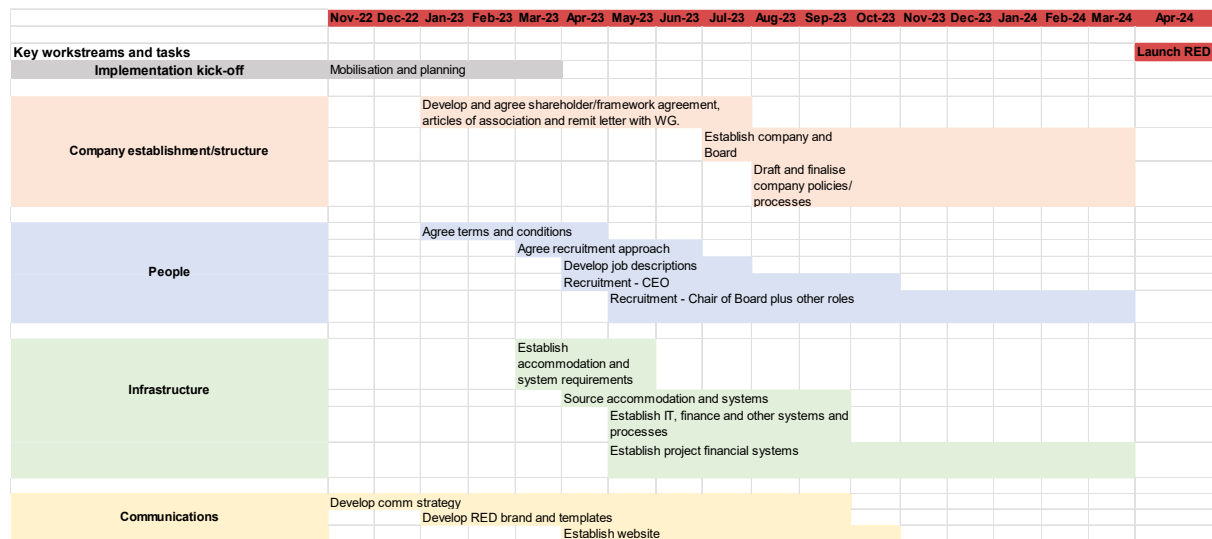 Nov-22 Dec-22 Jan-23 Feb-23 Mar-23 Apr-23 May-23 Jun-23 Jul-23 Aug-23 Sep-23 Oct-23 Nov-23 Dec-23 Jan-24 Feb-24 Mar-24 Apr-24
Key workstreams and tasks
Launch RED
Implementation kick-off
Mobilisation and planning
Company establishment/structure
Develop and agree shareholder/framework agreement,
articles of association and remit letter with WG.
Establish company and
Board
Draft and finalise
company policies/
processes
People
Agree terms and conditions
Agree recruitment approach
Develop job descriptions
Recruitment - CEO
Recruitment - Chair of Board plus other roles
Infrastructure
Establish
accommodation and
system requirements
Source accommodation and systems
Establish IT, finance and other systems and
processes
Establish project financial systems
Communications
Develop comm strategy
Develop RED brand and templates
Establish website